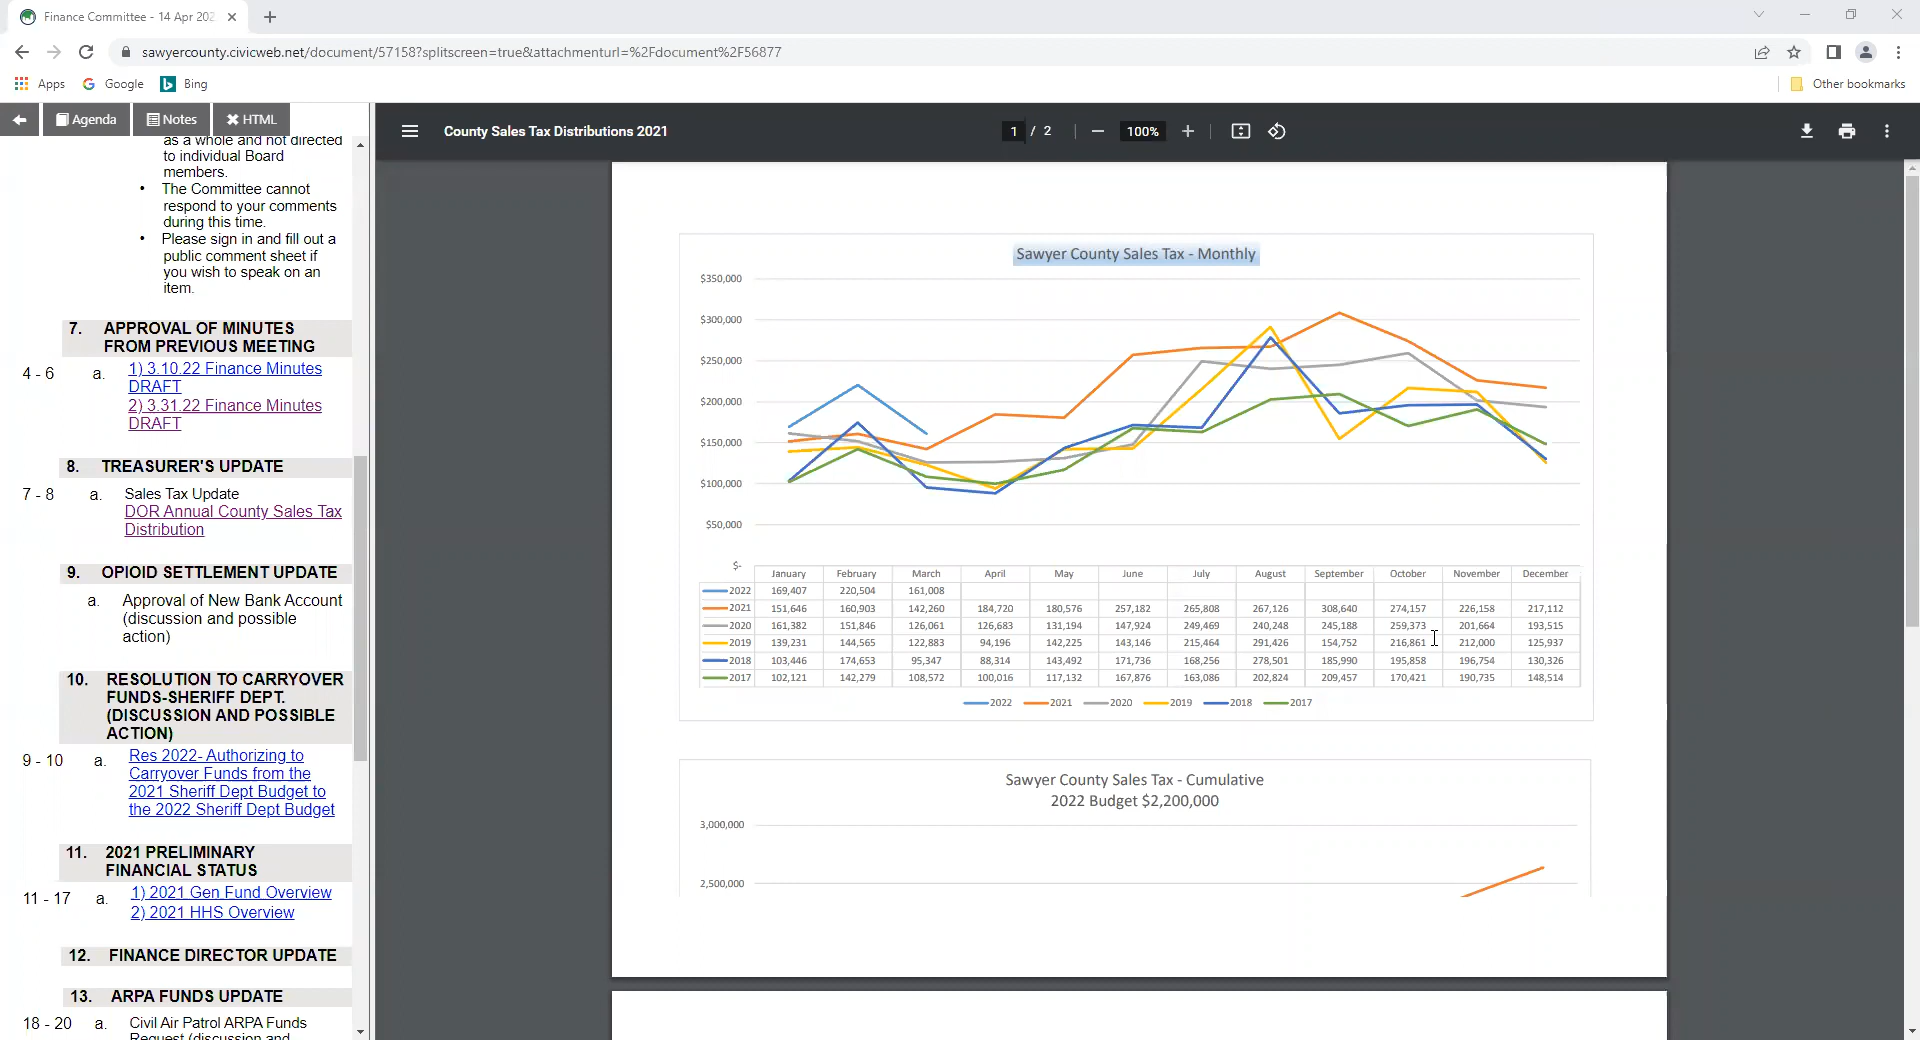 Finance Committee - 14 Apr 202
sawyercounty.civicweb.net/document/57158?splitscreen=true&attachmenturl=%2Fdocument%2F56877
Apps
Google
Bing
Other bookmarks
Agenda
Notes
HTML
as a whole and not directed
to individual Board
members.
• The Committee cannot
respond to your comments
during this time.
• Please sign in and fill out a
public comment sheet if
you wish to speak on an
item.
7. APPROVAL OF MINUTES
FROM PREVIOUS MEETING
4 - 6 a. 1) 3.10.22 Finance Minutes
DRAFT
2) 3.31.22 Finance Minutes
DRAFT
8. TREASURER'S UPDATE
7 - 8 a. Sales Tax Update
DOR Annual County Sales Tax
Distribution
9. OPIOID SETTLEMENT UPDATE
a. Approval of New Bank Account
(discussion and possible
action)
10. RESOLUTION TO CARRYOVER
FUNDS-SHERIFF DEPT.
(DISCUSSION AND POSSIBLE
ACTION)
9 - 10 a. Res 2022- Authorizing to
Carryover Funds from the
2021 Sheriff Dept Budget to
the 2022 Sheriff Dept Budget
11. 2021 PRELIMINARY
FINANCIAL STATUS
11 - 17 a. 1) 2021 Gen Fund Overview
2) 2021 HHS Overview
12. FINANCE DIRECTOR UPDATE
13. ARPA FUNDS UPDATE
18 - 20 a. Civil Air Patrol ARPA Funds
Request (discussion and
County Sales Tax Distributions 2021
1 / 2
100%
Sawyer County Sales Tax - Monthly
$350,000
$300,000
$250,000
$200,000
$150,000
$100,000
$50,000
$-
January February March April May June July August September October November December
2022 169,407 220,504 161,008
2021 151,646 160,903 142,260 184,720 180,576 257,182 265,808 267,126 308,640 274,157 226,158 217,112
2020 161,382 151,846 126,061 126,683 131,194 147,924 249,469 240,248 245,188 259,373 201,664 193,515
2019 139,231 144,565 122,883 94,196 142,225 143,146 215,464 291,426 154,752 216,861 212,000 125,937
2018 103,446 174,653 95,347 88,314 143,492 171,736 168,256 278,501 185,990 195,858 196,754 130,326
2017 102,121 142,279 108,572 100,016 117,132 167,876 163,086 202,824 209,457 170,421 190,735 148,514
2022 2021 2020 2019 2018 2017
Sawyer County Sales Tax - Cumulative
2022 Budget $2,200,000
3,000,000
2,500,000